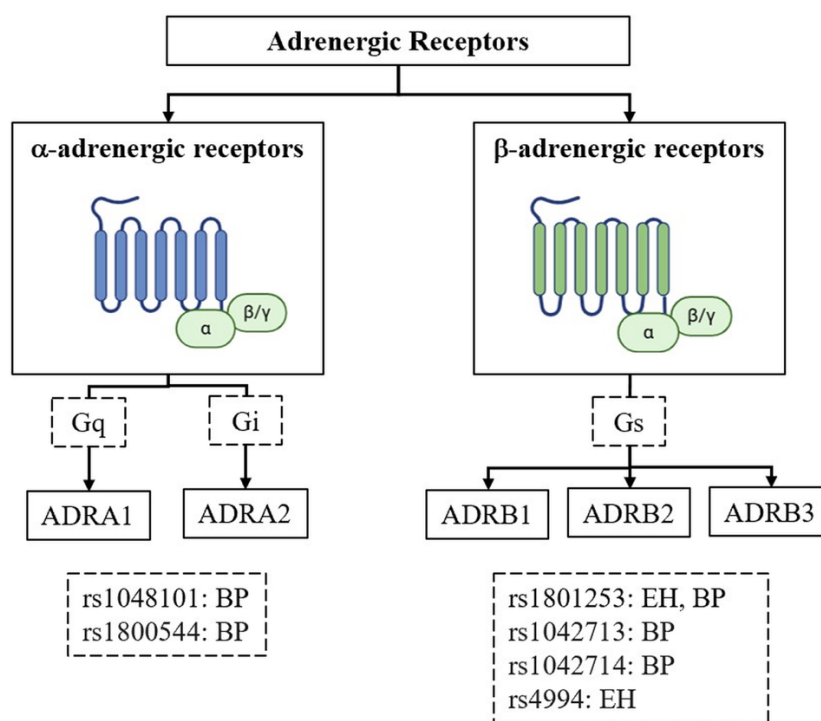 Adrenergic Receptors
α-adrenergic receptors
α
β/γ
Gq
Gi
ADRA1
ADRA2
rs1048101: BP
rs1800544: BP
β-adrenergic receptors
α
β/γ
Gs
ADRB1
ADRB2
ADRB3
rs1801253: EH, BP
rs1042713: BP
rs1042714: BP
rs4994: EH